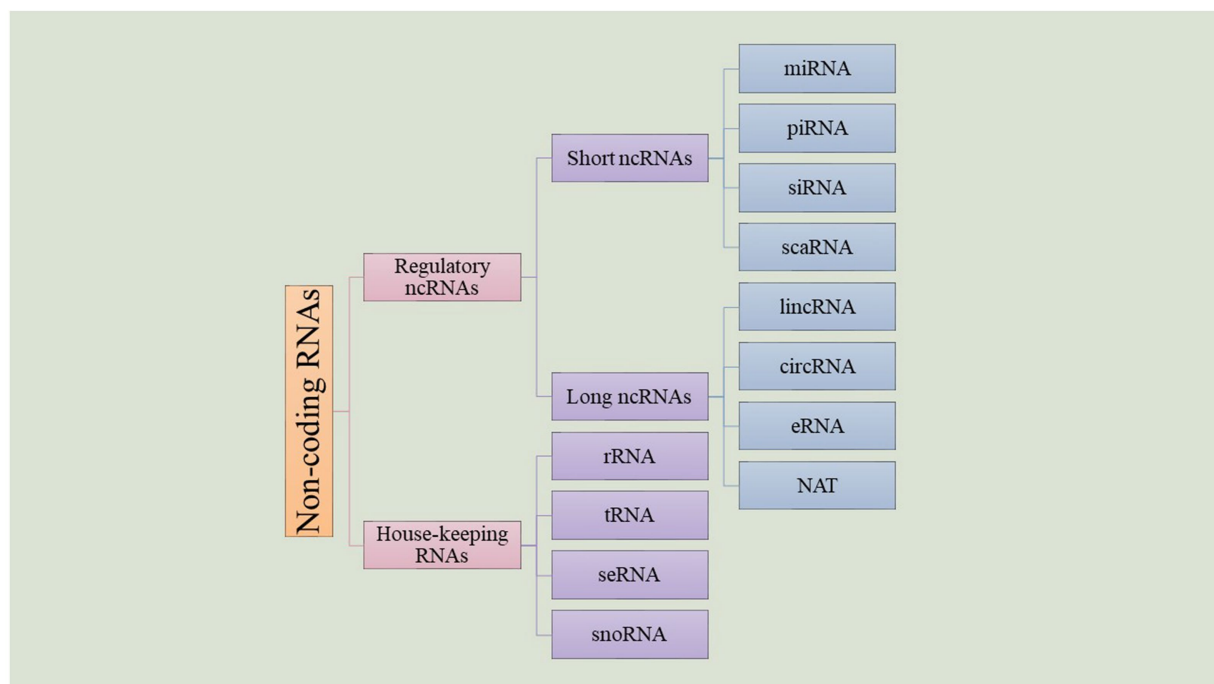 Non-coding RNAs
Regulatory
ncRNAs
Short ncRNAs
miRNA
piRNA
siRNA
scaRNA
Long ncRNAs
lincRNA
circRNA
eRNA
NAT
House-keeping
RNAs
rRNA
tRNA
seRNA
snoRNA